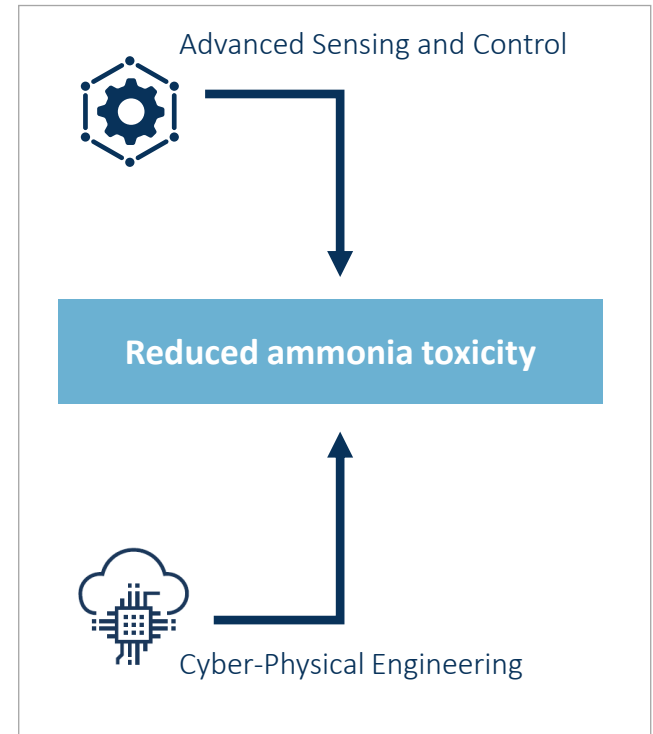 Advanced Sensing and Control
Reduced ammonia toxicity
Cyber-Physical Engineering